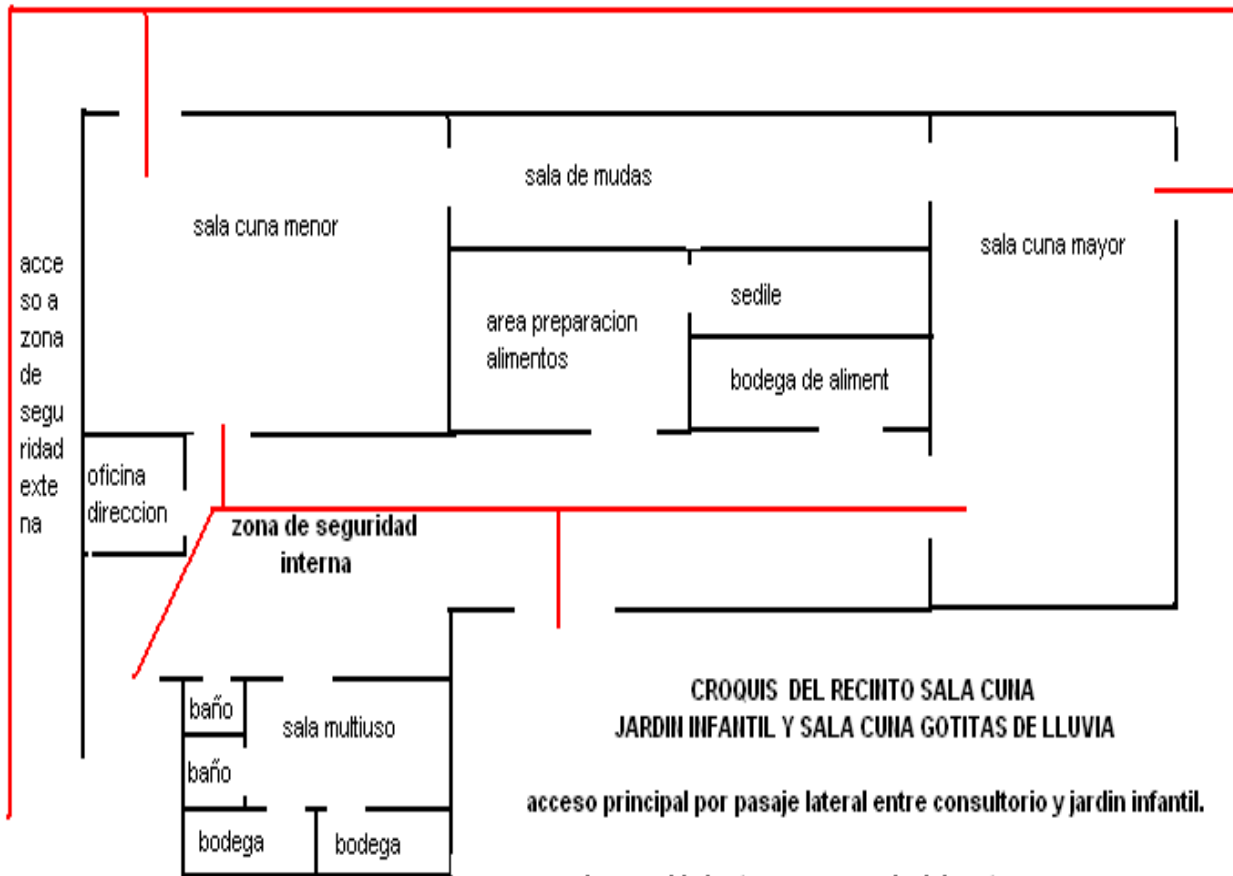 sala de mudas
sala cuna menor
sala cuna mayor
acce
so a
zona
de
segu
ridad
exte
na
sedile
area preparacion
alimentos
bodega de aliment
oficina
direccion
zona de seguridad
interna
baño
sala multiuso
baño
bodega
bodega
CROQUIS DEL RECINTO SALA CUNA
JARDIN INFANTIL Y SALA CUNA GOTITAS DE LLUVIA
acceso principal por pasaje lateral entre consultorio y jardin infantil.